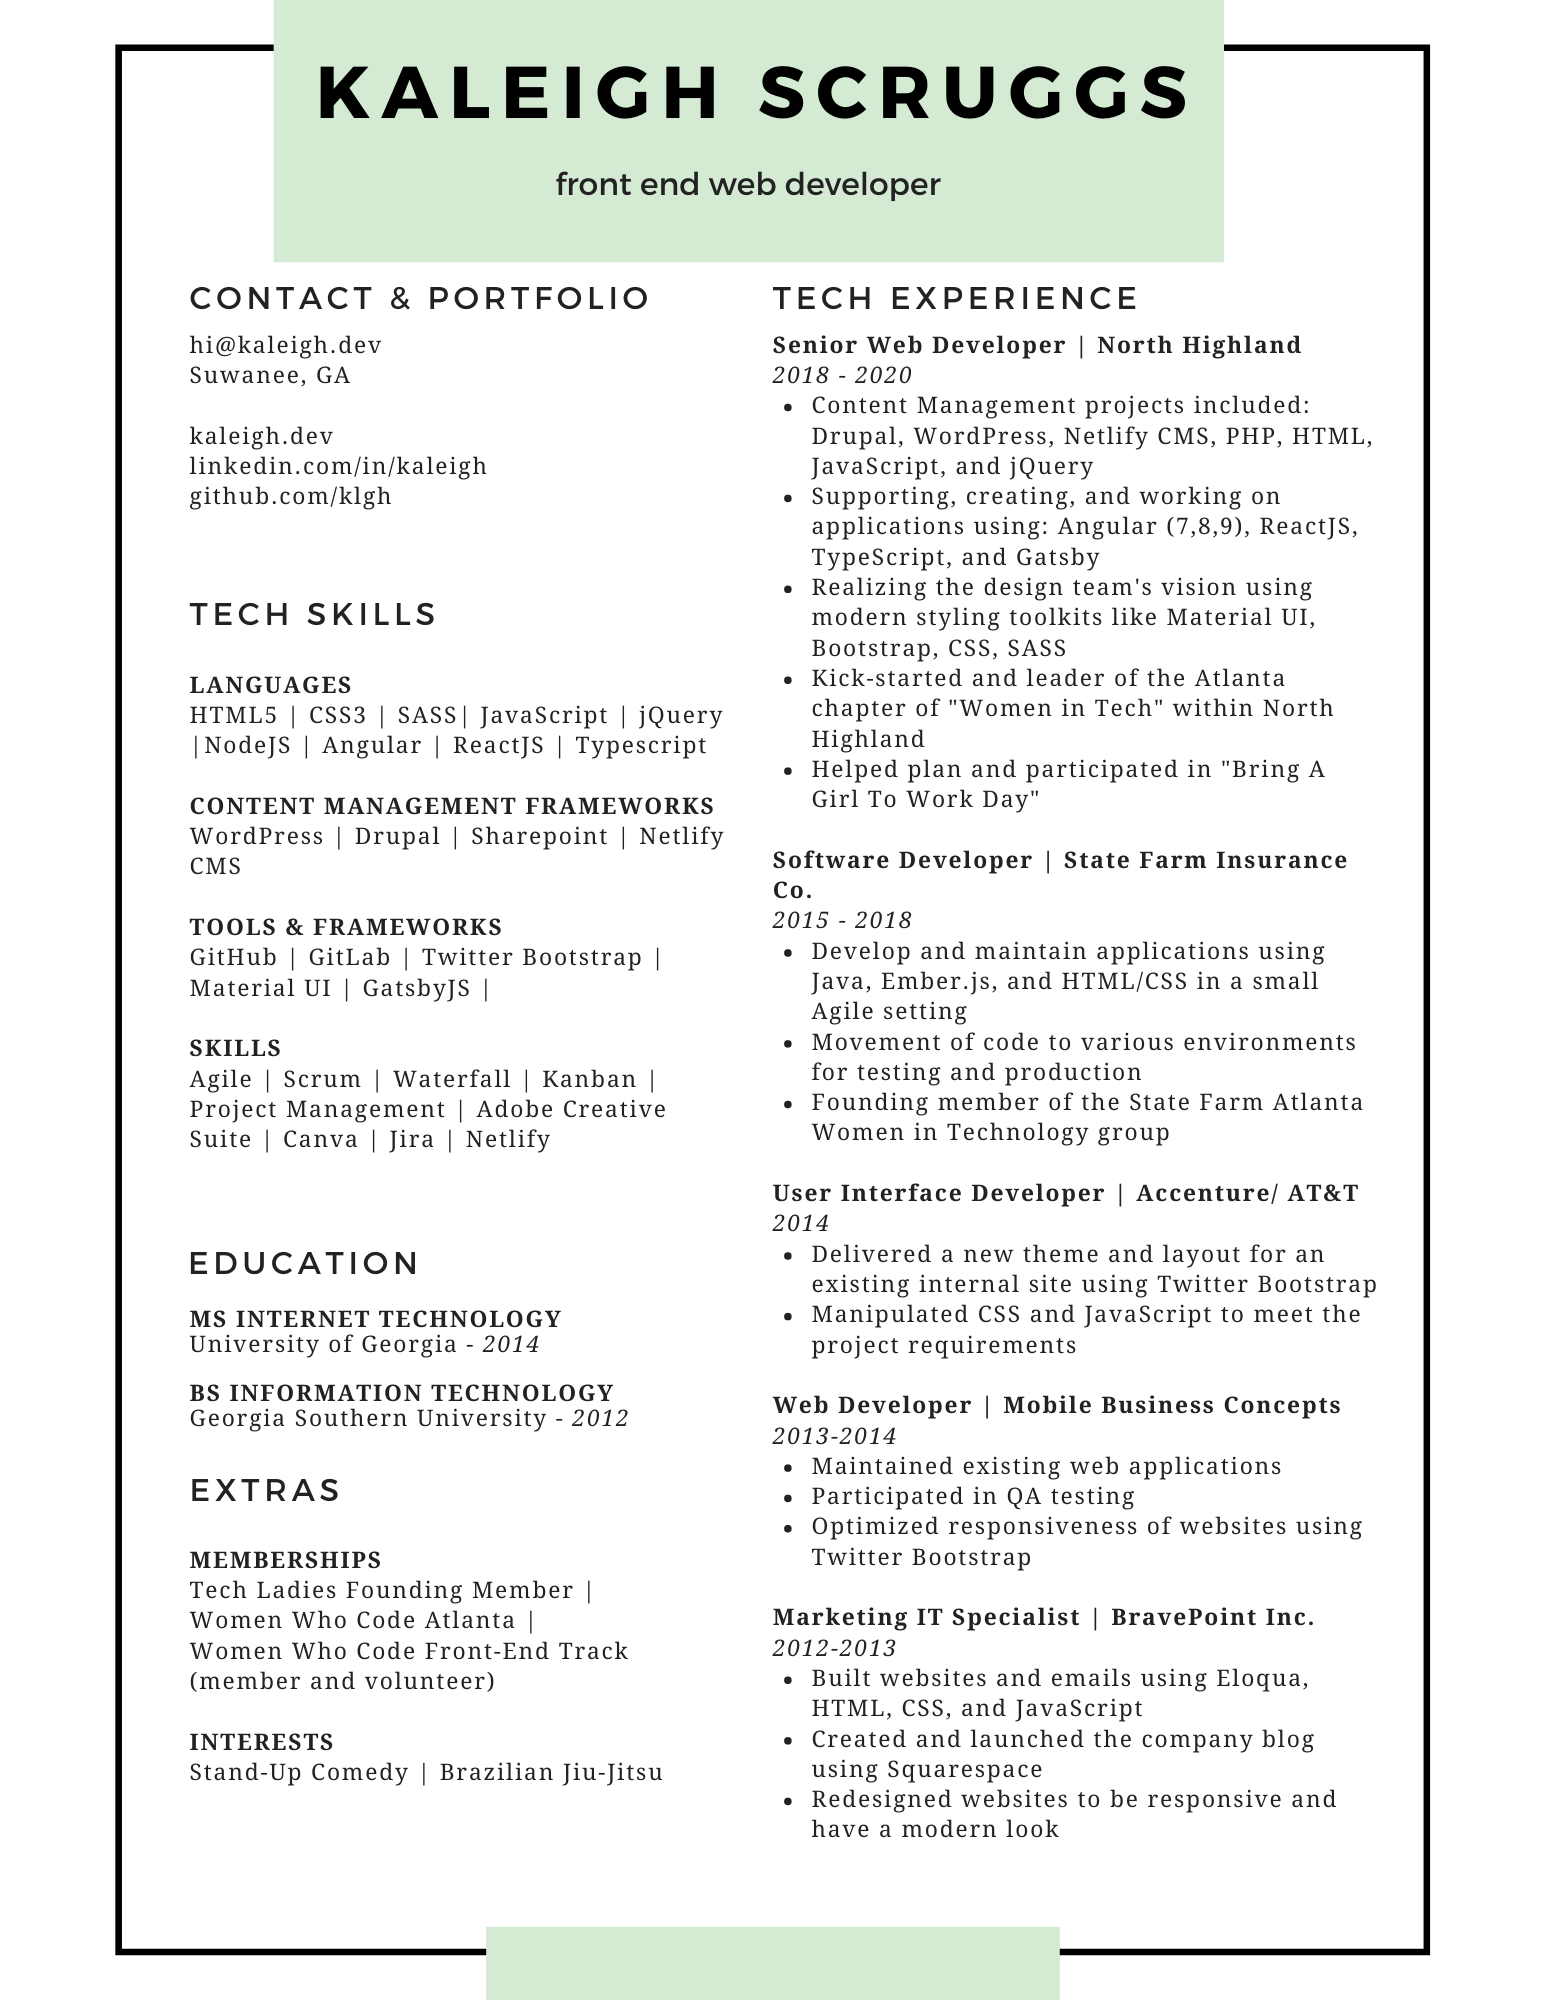 KALEIGH SCRUGGS
front end web developer
CONTACT & PORTFOLIO
hi@kaleigh.dev
Suwanee, GA
kaleigh.dev
linkedin.com/in/kaleigh
github.com/klgh
TECH SKILLS
LANGUAGES
HTML5 | CSS3 | SASS| JavaScript | jQuery
|NodeJS | Angular | ReactJS | Typescript
CONTENT MANAGEMENT FRAMEWORKS
WordPress | Drupal | Sharepoint | Netlify
CMS
TOOLS & FRAMEWORKS
GitHub | GitLab | Twitter Bootstrap |
Material UI | GatsbyJS |
SKILLS
Agile | Scrum | Waterfall | Kanban |
Project Management | Adobe Creative
Suite | Canva | Jira | Netlify
EDUCATION
MS INTERNET TECHNOLOGY
University of Georgia - 2014
BS INFORMATION TECHNOLOGY
Georgia Southern University - 2012
EXTRAS
MEMBERSHIPS
Tech Ladies Founding Member |
Women Who Code Atlanta |
Women Who Code Front-End Track
(member and volunteer)
INTERESTS
Stand-Up Comedy | Brazilian Jiu-Jitsu
TECH EXPERIENCE
Senior Web Developer | North Highland
2018 - 2020
• Content Management projects included:
Drupal, WordPress, Netlify CMS, PHP, HTML,
JavaScript, and jQuery
• Supporting, creating, and working on
applications using: Angular (7,8,9), ReactJS,
TypeScript, and Gatsby
• Realizing the design team's vision using
modern styling toolkits like Material UI,
Bootstrap, CSS, SASS
• Kick-started and leader of the Atlanta
chapter of "Women in Tech" within North
Highland
• Helped plan and participated in "Bring A
Girl To Work Day"
Software Developer | State Farm Insurance
Co.
2015 - 2018
• Develop and maintain applications using
Java, Ember.js, and HTML/CSS in a small
Agile setting
• Movement of code to various environments
for testing and production
• Founding member of the State Farm Atlanta
Women in Technology group
User Interface Developer | Accenture/ AT&T
2014
• Delivered a new theme and layout for an
existing internal site using Twitter Bootstrap
• Manipulated CSS and JavaScript to meet the
project requirements
Web Developer | Mobile Business Concepts
2013-2014
• Maintained existing web applications
• Participated in QA testing
• Optimized responsiveness of websites using
Twitter Bootstrap
Marketing IT Specialist | BravePoint Inc.
2012-2013
• Built websites and emails using Eloqua,
HTML, CSS, and JavaScript
• Created and launched the company blog
using Squarespace
• Redesigned websites to be responsive and
have a modern look